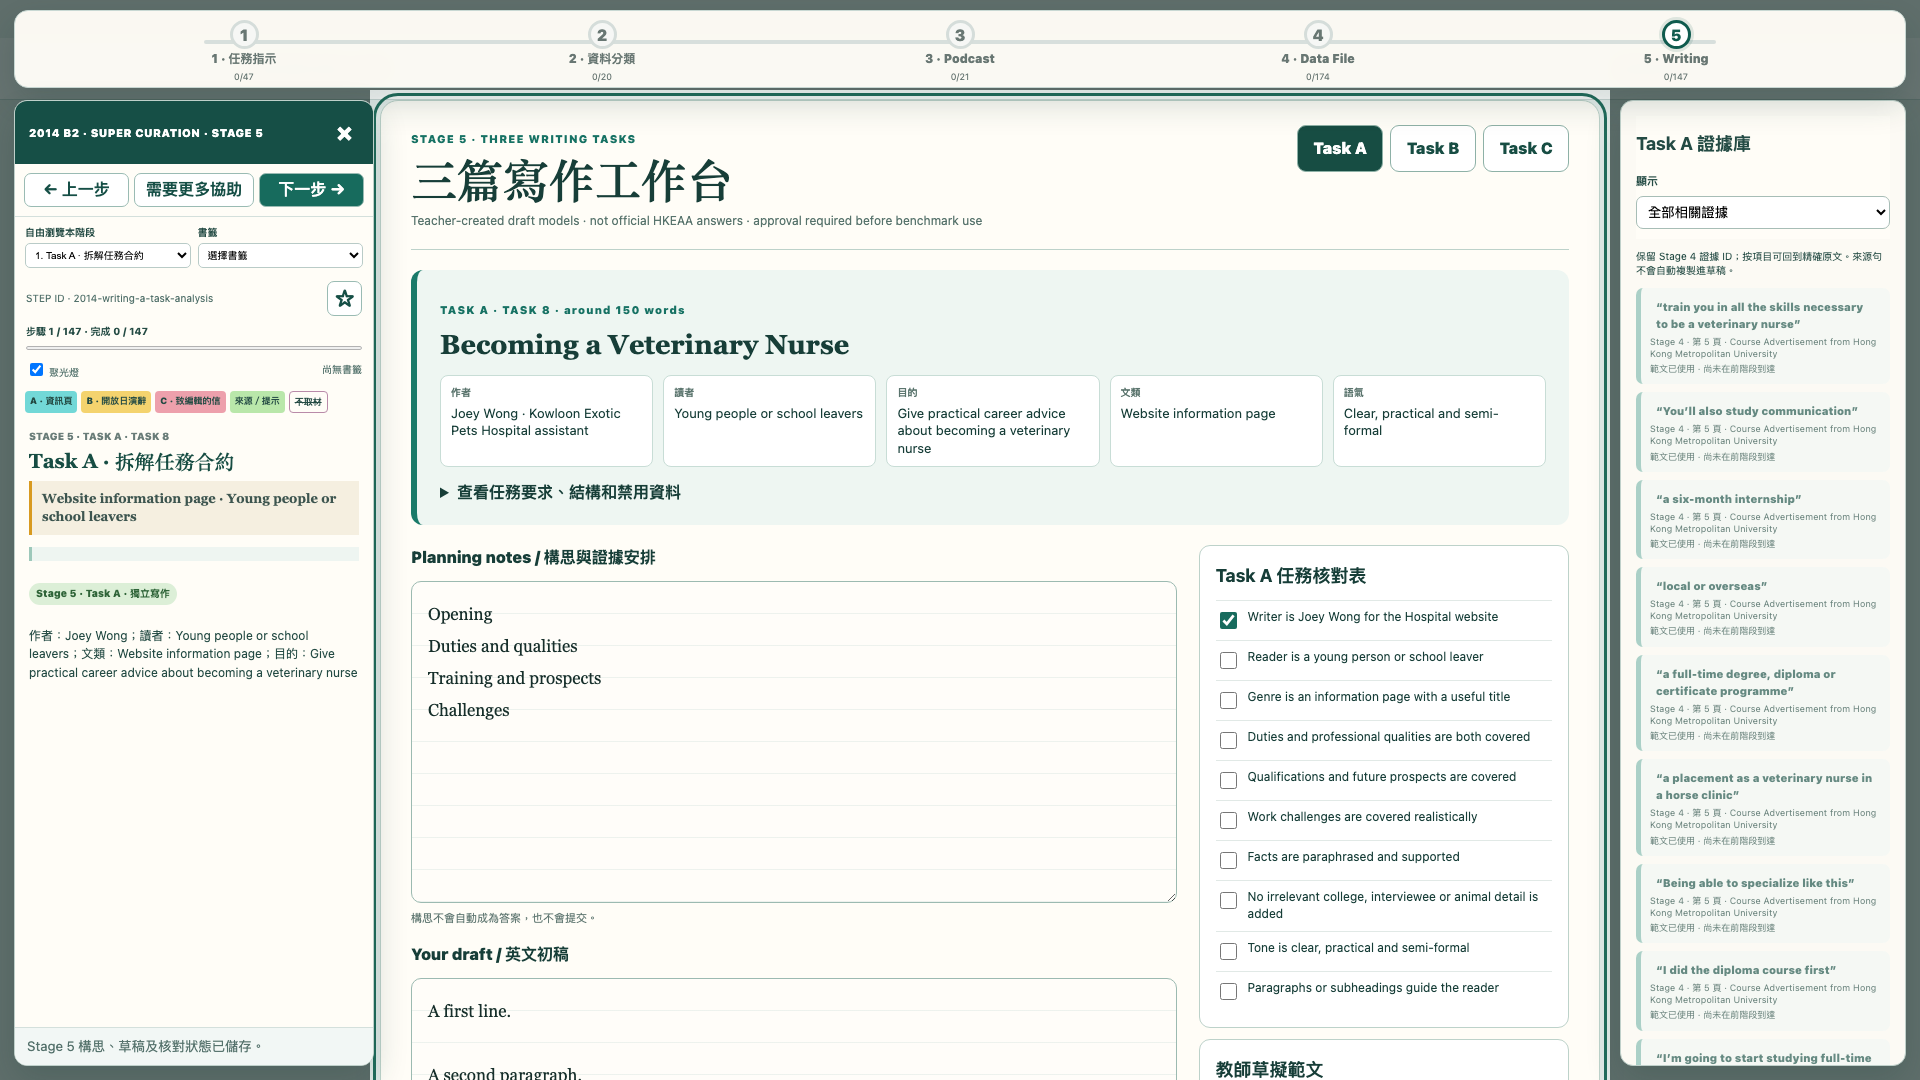 1
1 · 任務指示
0/47
2
2 · 資料分類
0/20
3
3 · Podcast
0/21
4
4 · Data File
0/174
5
5 · Writing
0/147
2014 B2 · SUPER CURATION · STAGE 5
← 上一步
需要更多協助
下一步 →
自由瀏覽本階段
書籤
1. Task A · 拆解任務合約
選擇書籤
STEP ID · 2014-writing-a-task-analysis
步驟 1 / 147 · 完成 0 / 147
聚光燈
尚無書籤
A · 資訊頁
B · 開放日演辭
C · 致編輯的信
來源 / 提示
不取材
STAGE 5 · TASK A · TASK 8
Task A · 拆解任務合約
Website information page · Young people or
school leavers
Stage 5 · Task A · 獨立寫作
作者：Joey Wong；讀者：Young people or school
leavers；文類：Website information page；目的：Give
practical career advice about becoming a veterinary nurse
Stage 5 構思、草稿及核對狀態已儲存。
STAGE 5 · THREE WRITING TASKS
三篇寫作工作台
Teacher-created draft models · not official HKEAA answers · approval required before benchmark use
Task A
Task B
Task C
TASK A · TASK 8 · around 150 words
Becoming a Veterinary Nurse
作者
Joey Wong · Kowloon Exotic
Pets Hospital assistant
讀者
Young people or school leavers
目的
Give practical career advice
about becoming a veterinary
nurse
文類
Website information page
語氣
Clear, practical and semi-
formal
查看任務要求、結構和禁用資料
Planning notes / 構思與證據安排
Opening
Duties and qualities
Training and prospects
Challenges
構思不會自動成為答案，也不會提交。
Your draft / 英文初稿
A first line.
A second paragraph.
Task A 任務核對表
Writer is Joey Wong for the Hospital website
Reader is a young person or school leaver
Genre is an information page with a useful title
Duties and professional qualities are both covered
Qualifications and future prospects are covered
Work challenges are covered realistically
Facts are paraphrased and supported
No irrelevant college, interviewee or animal detail is
added
Tone is clear, practical and semi-formal
Paragraphs or subheadings guide the reader
教師草擬範文
Task A 證據庫
顯示
全部相關證據
保留 Stage 4 證據 ID；按項目可回到精確原文。來源句
不會自動複製進草稿。
“train you in all the skills necessary
to be a veterinary nurse”
Stage 4 · 第 5 頁 · Course Advertisement from Hong
Kong Metropolitan University
範文已使用 · 尚未在前階段到達
“You’ll also study communication”
Stage 4 · 第 5 頁 · Course Advertisement from Hong
Kong Metropolitan University
範文已使用 · 尚未在前階段到達
“a six-month internship”
Stage 4 · 第 5 頁 · Course Advertisement from Hong
Kong Metropolitan University
範文已使用 · 尚未在前階段到達
“local or overseas”
Stage 4 · 第 5 頁 · Course Advertisement from Hong
Kong Metropolitan University
範文已使用 · 尚未在前階段到達
“a full-time degree, diploma or
certificate programme”
Stage 4 · 第 5 頁 · Course Advertisement from Hong
Kong Metropolitan University
範文已使用 · 尚未在前階段到達
“a placement as a veterinary nurse in
a horse clinic”
Stage 4 · 第 5 頁 · Course Advertisement from Hong
Kong Metropolitan University
範文已使用 · 尚未在前階段到達
“Being able to specialize like this”
Stage 4 · 第 5 頁 · Course Advertisement from Hong
Kong Metropolitan University
範文已使用 · 尚未在前階段到達
“I did the diploma course first”
Stage 4 · 第 5 頁 · Course Advertisement from Hong
Kong Metropolitan University
範文已使用 · 尚未在前階段到達
“I’m going to start studying full-time